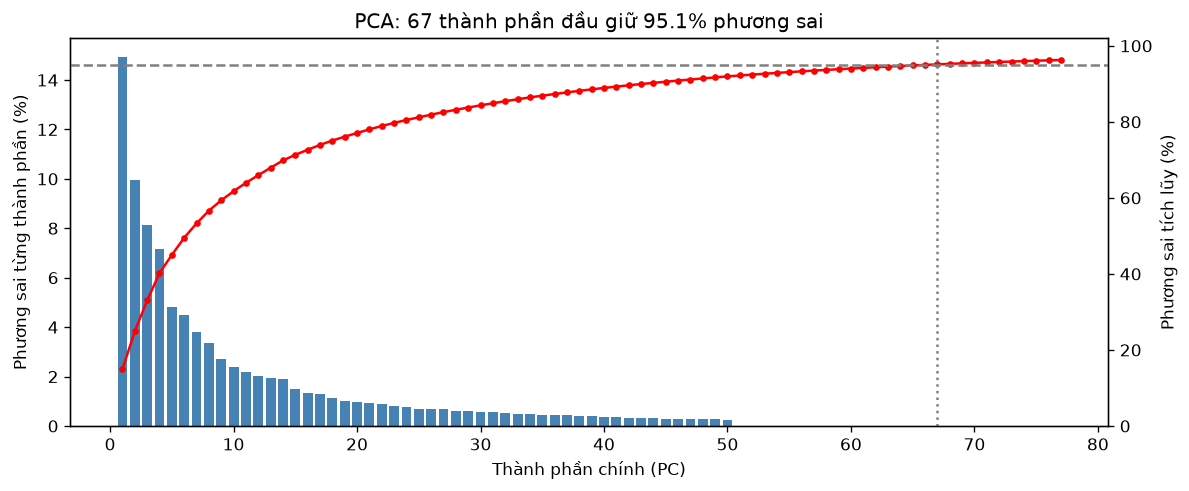 PCA: 67 thành phần đầu giữ 95.1% phương sai
Phương sai từng thành phần (%)
14
12
10
8
6
4
2
0
100
80
60
40
20
0
Phương sai tích lũy (%)
0 10 20 30 40 50 60 70 80
Thành phần chính (PC)